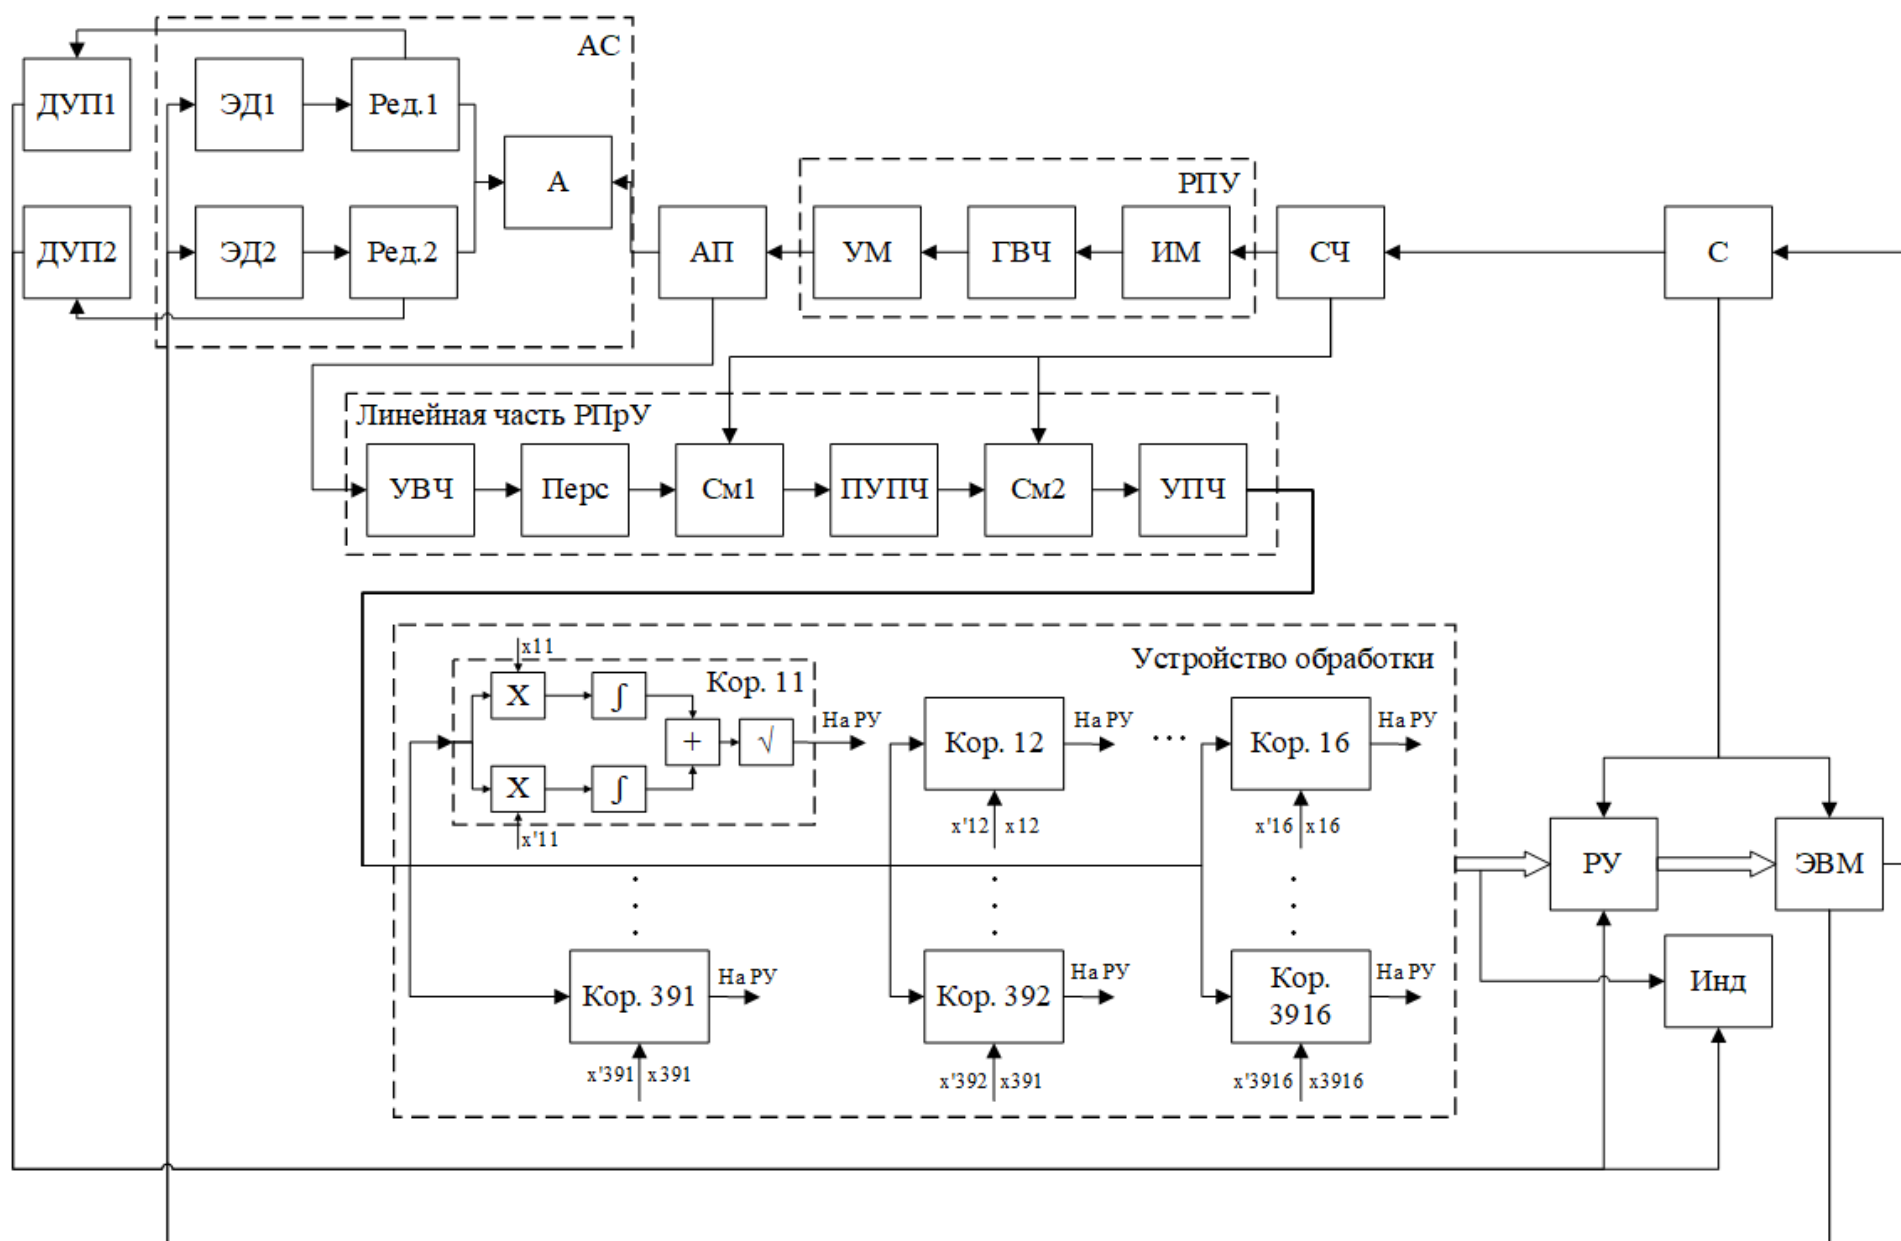 АС
ДУП1
ЭД1
Ред.1
А
ДУП2
ЭД2
Ред.2
АП
РПУ
УМ
ГВЧ
ИМ
СЧ
С
Линейная часть РПрУ
УВЧ
Перс
См1
ПУПЧ
См2
УПЧ
Устройство обработки
x11
Кор. 11
X
∫
+
√
На РУ
X
∫
x'11
Кор. 12
На РУ
x'12 x12
...
Кор. 16
На РУ
x'16 x16
Кор. 391
На РУ
x'391 x391
Кор. 392
На РУ
x'392 x391
Кор.
3916
На РУ
x'3916 x3916
РУ
ЭВМ
Инд